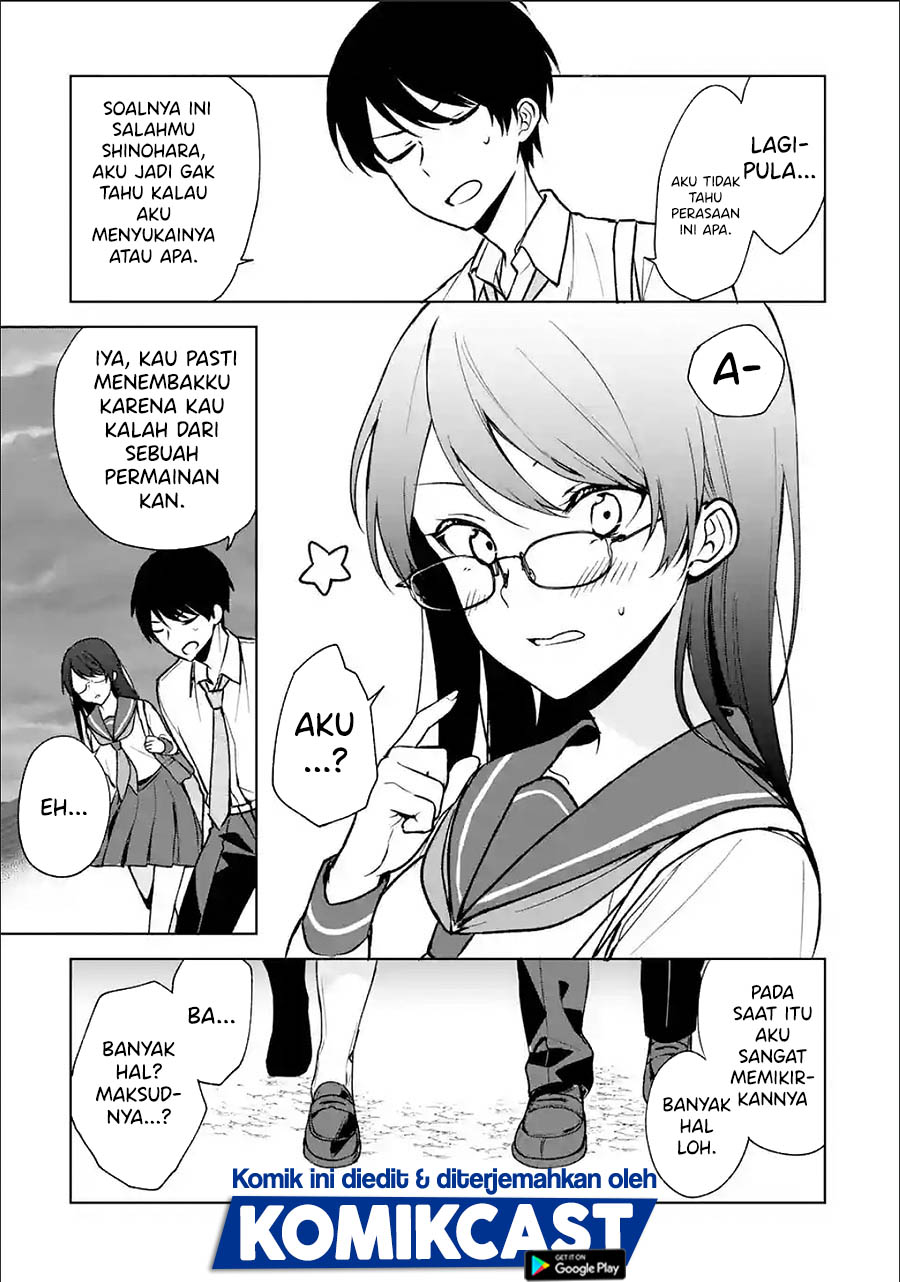 LAGI-
PULA...
AKU TIDAK
TAHU
PERASAAN
INI APA.
SOALNYA INI
SALAHMU
SHINOHARA,
AKU JADI GAK
TAHU KALAU
AKU
MENYUKAINYA
ATAU APA.
A-
AKU
...?
IYA, KAU PASTI
MENEMBAKKU
KARENA KAU
KALAH DARI
SEBUAH
PERMAINAN
KAN.
EH...
PADA
SAAT ITU
AKU
SANGAT
MEMIKIR-
KANNYA
BANYAK
HAL
LOH.
BA...
BANYAK
HAL?
MAKSUD-
NYA...?
Komik ini diedit & diterjemahkan oleh
KOMIKCAST
GET IT ON
Google Play